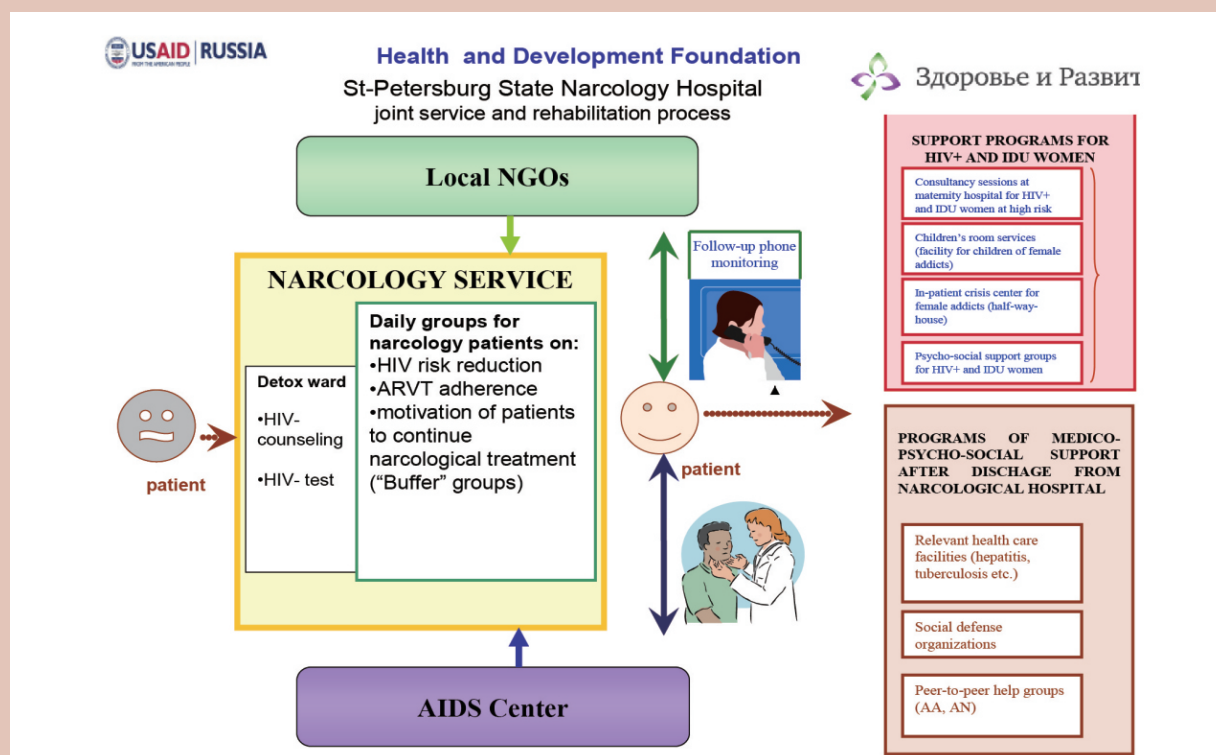 USAID | RUSSIA
FROM THE AMERICAN PEOPLE
Health and Development Foundation
St-Petersburg State Narcology Hospital
joint service and rehabilitation process
Здоровье и Развит
Local NGOs
NARCOLOGY SERVICE
Detox ward
•HIV-
counseling
•HIV- test
Daily groups for
narcology patients on:
•HIV risk reduction
•ARVT adherence
•motivation of patients
to continue
narcological treatment
(“Buffer” groups)
patient
Follow-up phone
monitoring
patient
AIDS Center
SUPPORT PROGRAMS FOR
HIV+ AND IDU WOMEN
Consultancy sessions at
maternity hospital for HIV+
and IDU women at high risk
Children’s room services
(facility for children of female
addicts)
In-patient crisis center for
female addicts (half-way-
house)
Psycho-social support groups
for HIV+ and IDU women
PROGRAMS OF MEDICO-
PSYCHO-SOCIAL SUPPORT
AFTER DISCHAGE FROM
NARCOLOGICAL HOSPITAL
Relevant health care
facilities (hepatitis,
tuberculosis etc.)
Social defense
organizations
Peer-to-peer help groups
(AA, AN)